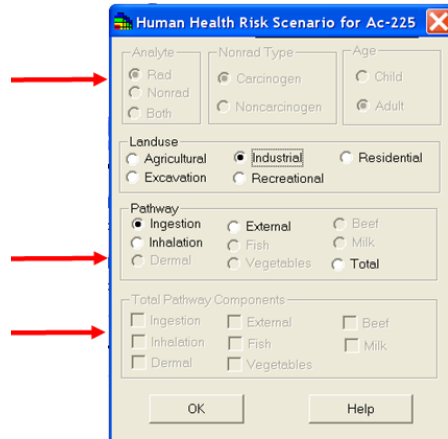 Human Health Risk Scenario for Ac-225
Analyte Nonrad Type Age
Rad Carcinogen Child
Nonrad
Both Noncarcinogen Adult
Landuse
Agricultural Industrial Residential
Excavation Recreational
Pathway
Ingestion External Beef
Inhalation Fish Milk
Dermal Vegetables Total
Total Pathway Components
Ingestion External Beef
Inhalation Fish Milk
Dermal Vegetables
OK Help